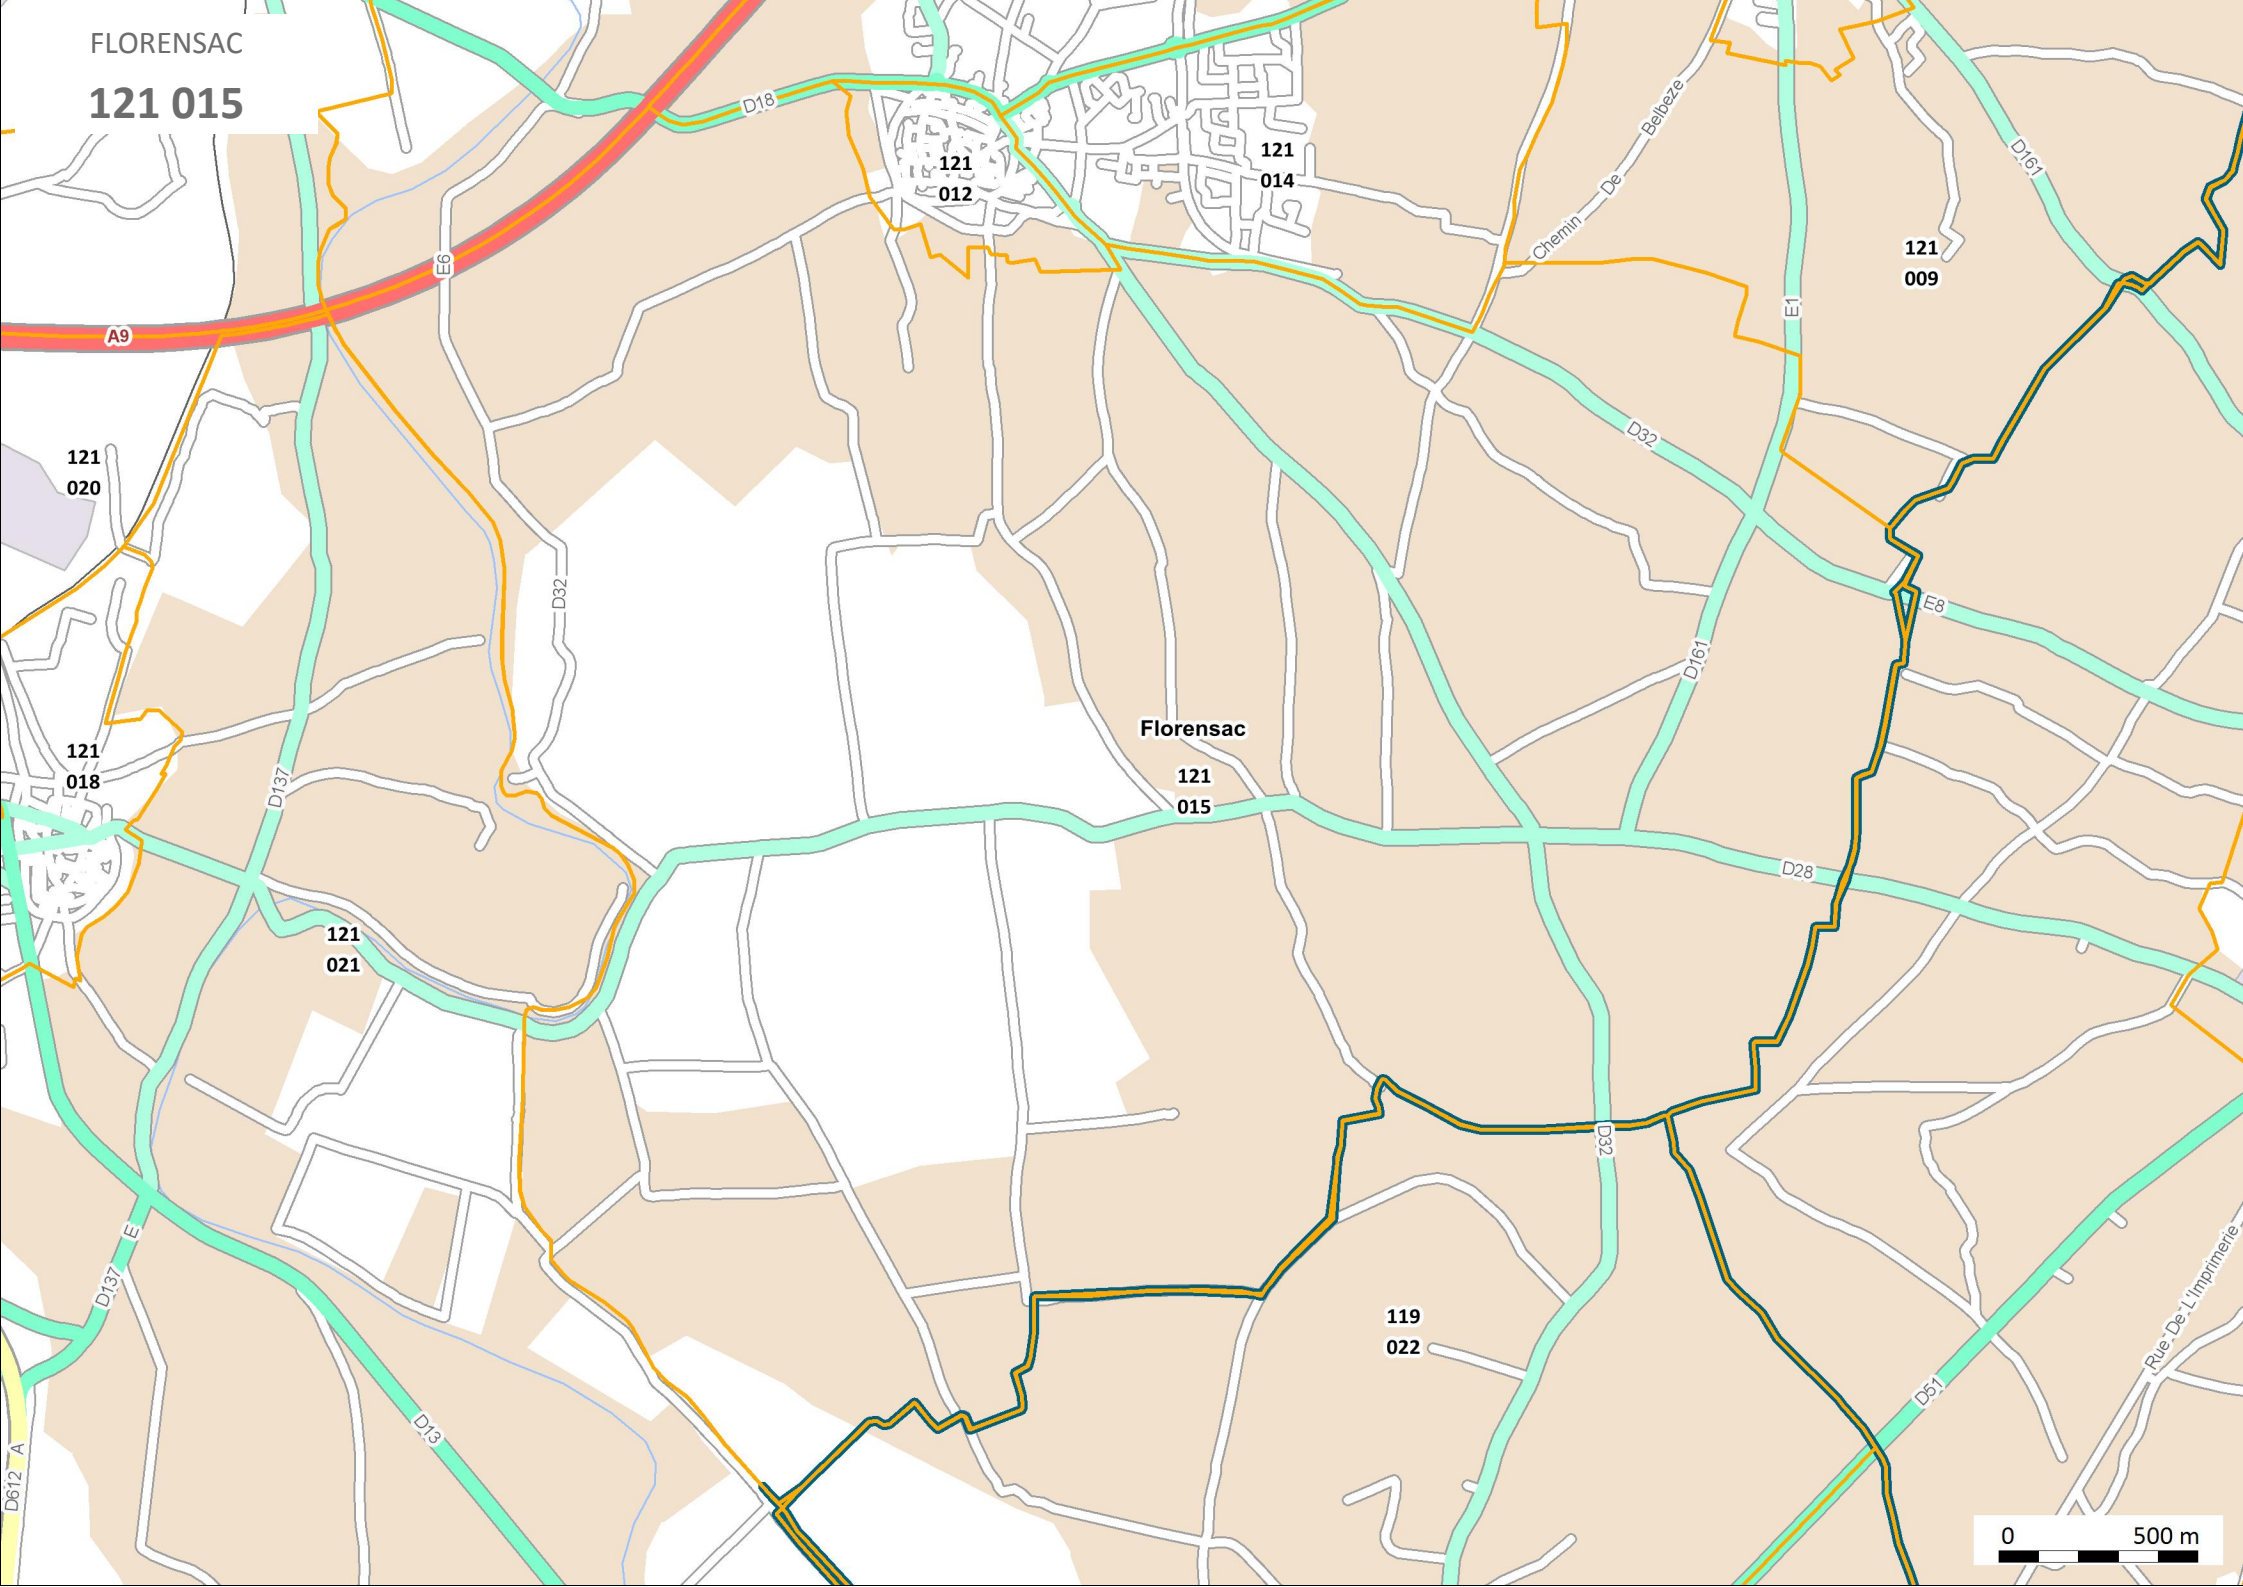 FLORENSAC
121 015
D18
121
012
121
014
Chemin De Belbeze
D161
121
009
E6
E1
A9
D32
121
020
D32
E8
D161
Florensac
121
018
121
015
D137
D28
121
021
D32
E
D137
119
022
Rue De L'Imprimerie
D51
D13
D612 A
0 500 m